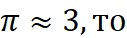 π ≈ 3, то